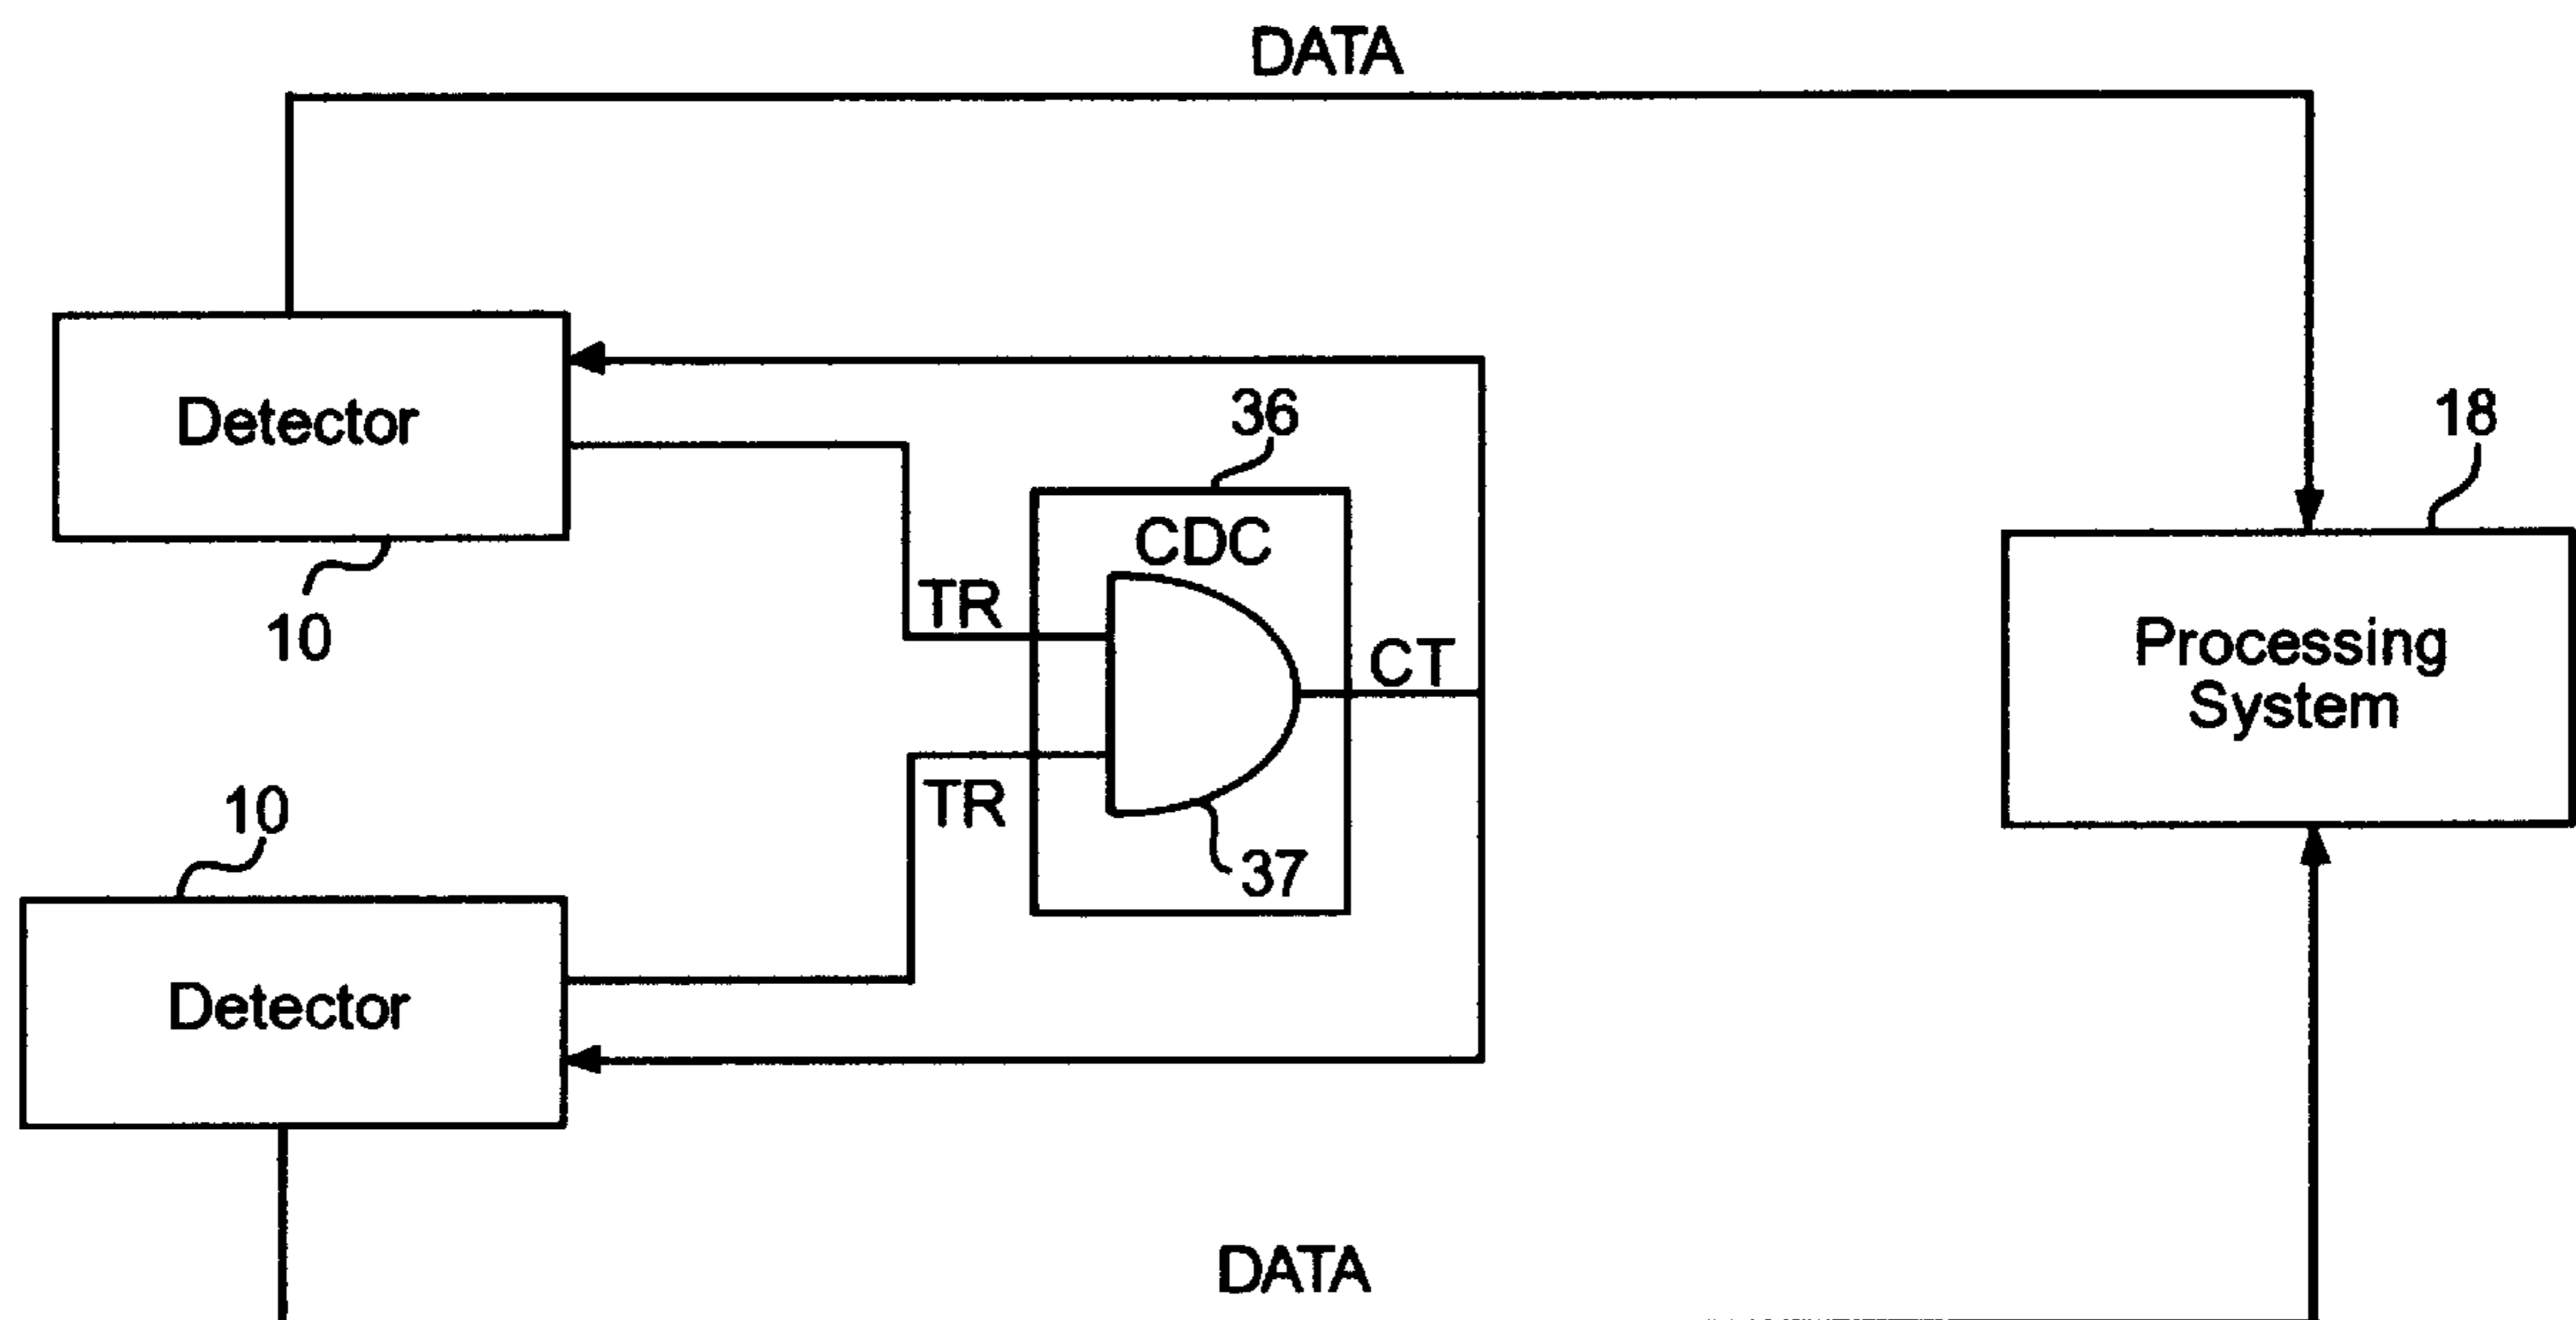 DATA
Detector
10
36
CDC
TR
CT
TR
37
18
Processing
System
10
Detector
DATA